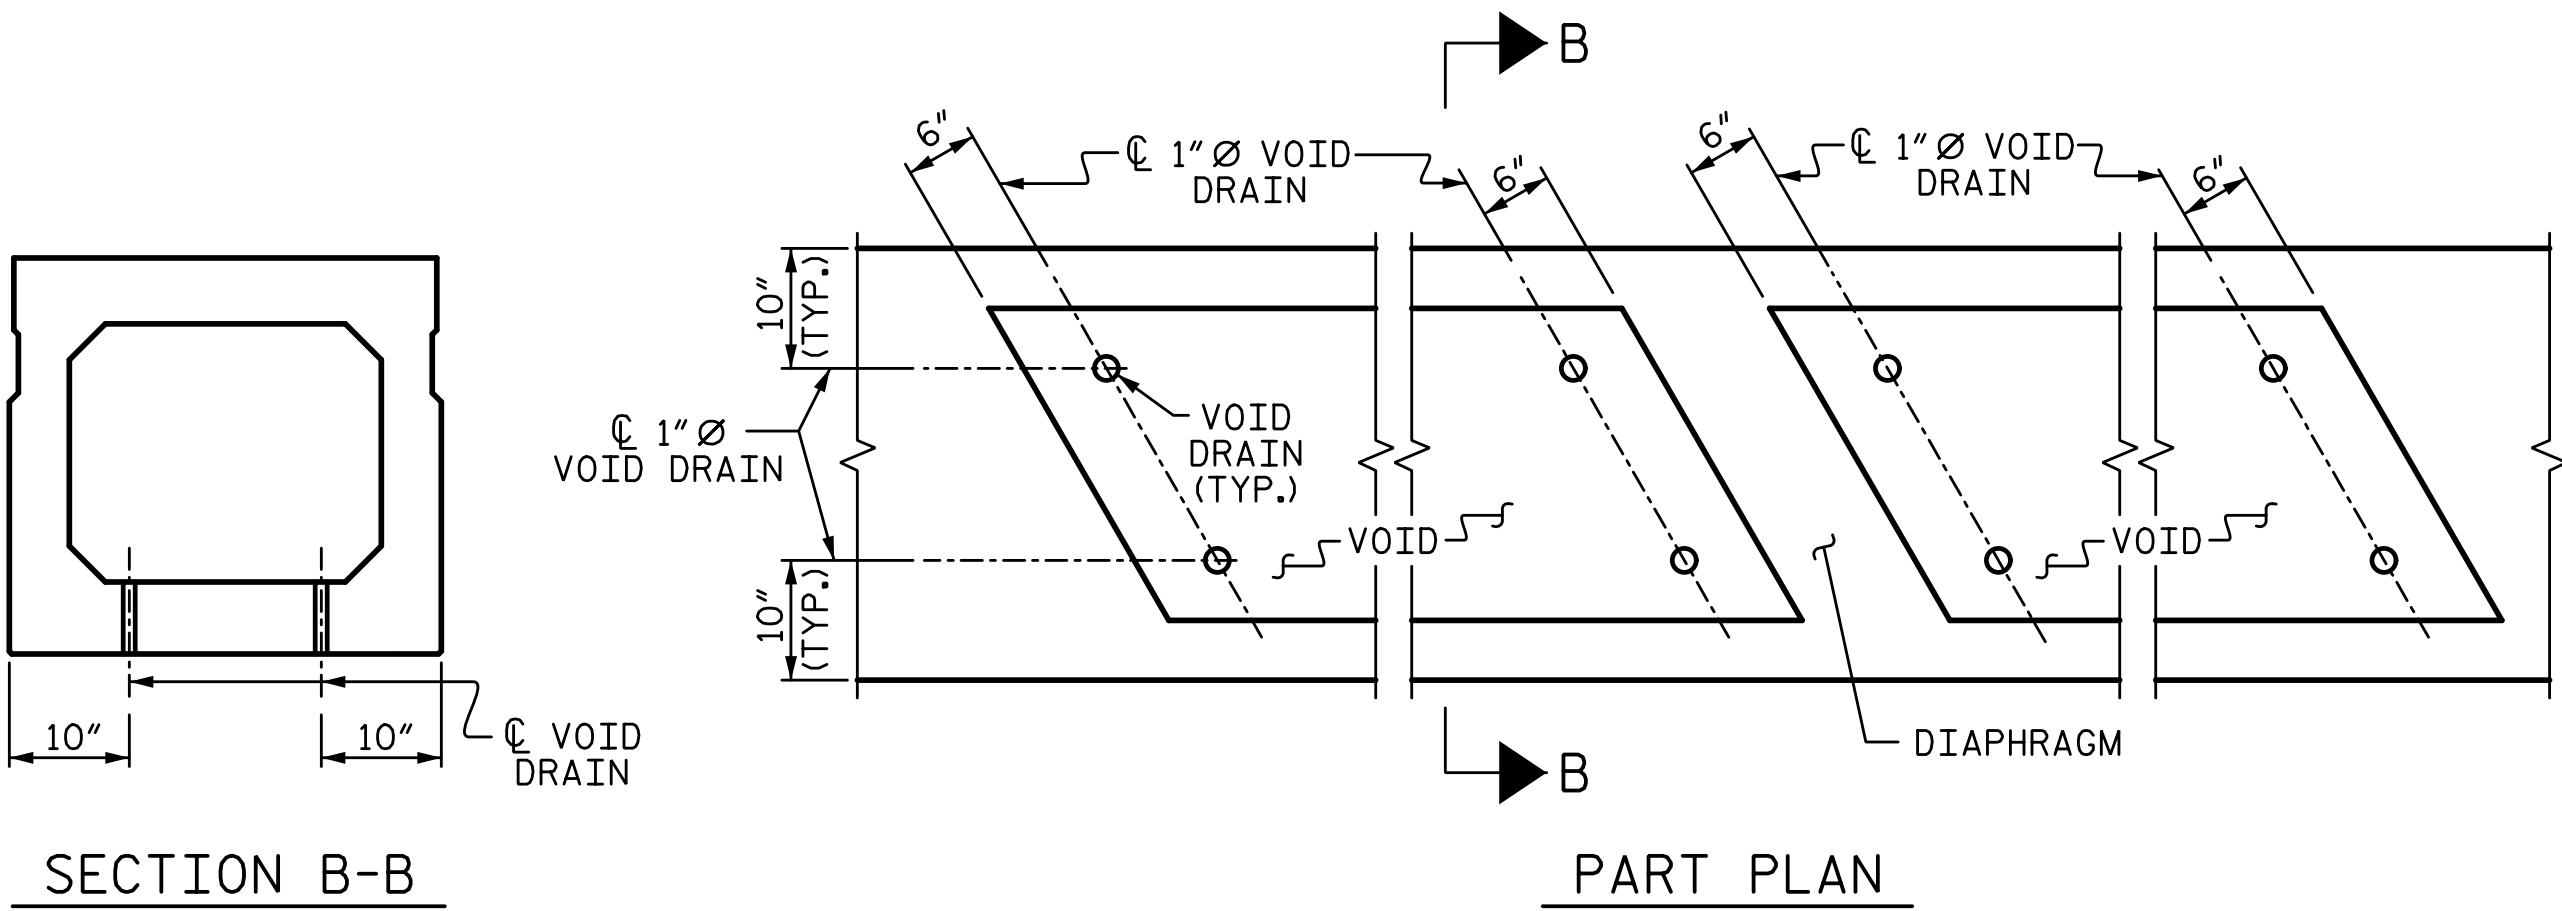 B
6"
℄ 1"Ø VOID
DRAIN
6"
6"
℄ 1"Ø VOID
DRAIN
6"
10"
(TYP.)
℄ 1"Ø
VOID DRAIN
VOID
DRAIN
(TYP.)
VOID
VOID
10"
(TYP.)
DIAPHRAGM
B
10"
10"
℄ VOID
DRAIN
SECTION B-B
PART PLAN